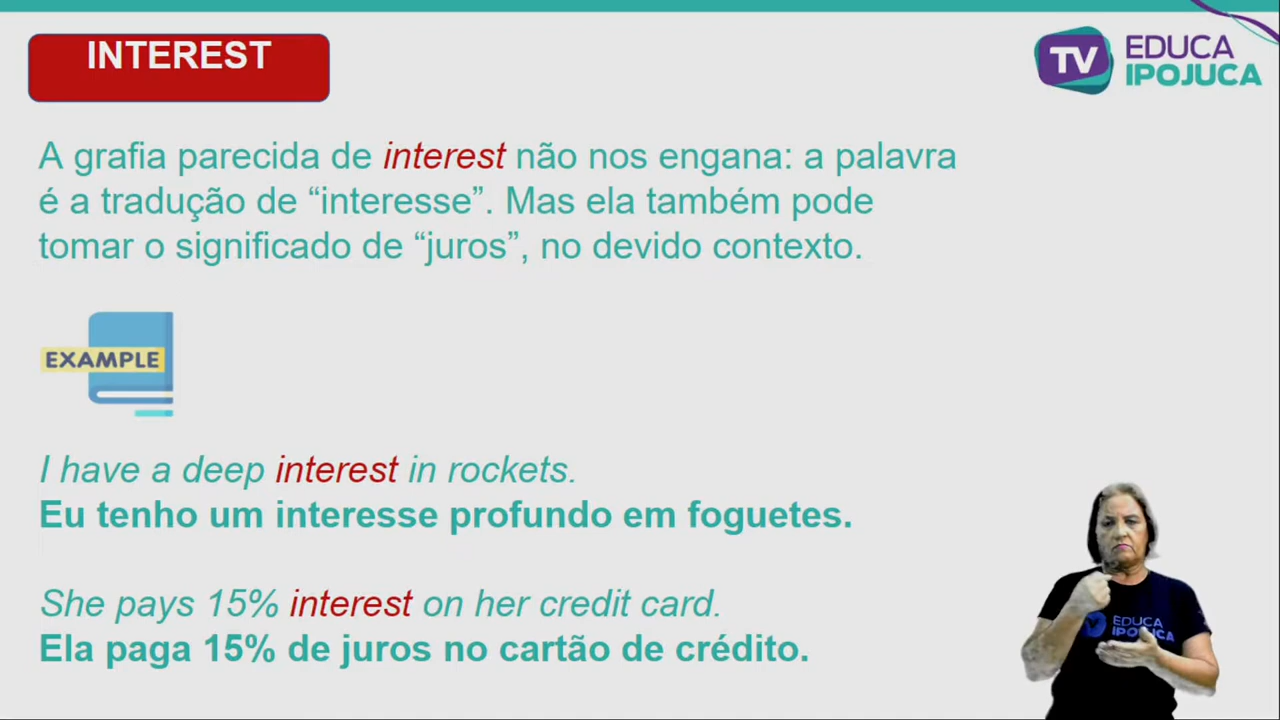 INTEREST
TV EDUCA
IPOJUCA
A grafia parecida de interest não nos engana: a palavra
é a tradução de “interesse”. Mas ela também pode
tomar o significado de “juros”, no devido contexto.
EXAMPLE
I have a deep interest in rockets.
Eu tenho um interesse profundo em foguetes.
She pays 15% interest on her credit card.
Ela paga 15% de juros no cartão de crédito.
EDUCA
IPOJUCA